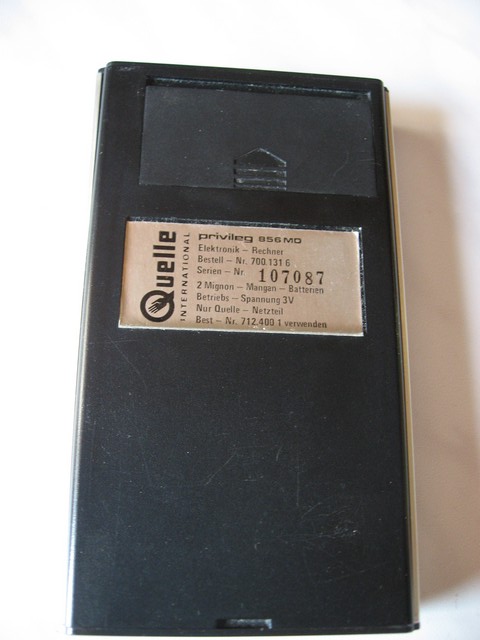 Quelle
INTERNATIONAL
privileg 856 MD
Elektronik – Rechner
Bestell – Nr. 700.131 6
Serien – Nr 107087
2 Mignon – Mangan – Batterien
Betriebs – Spannung 3V
Nur Quelle – Netzteil
Best – Nr. 712.400 1 verwenden